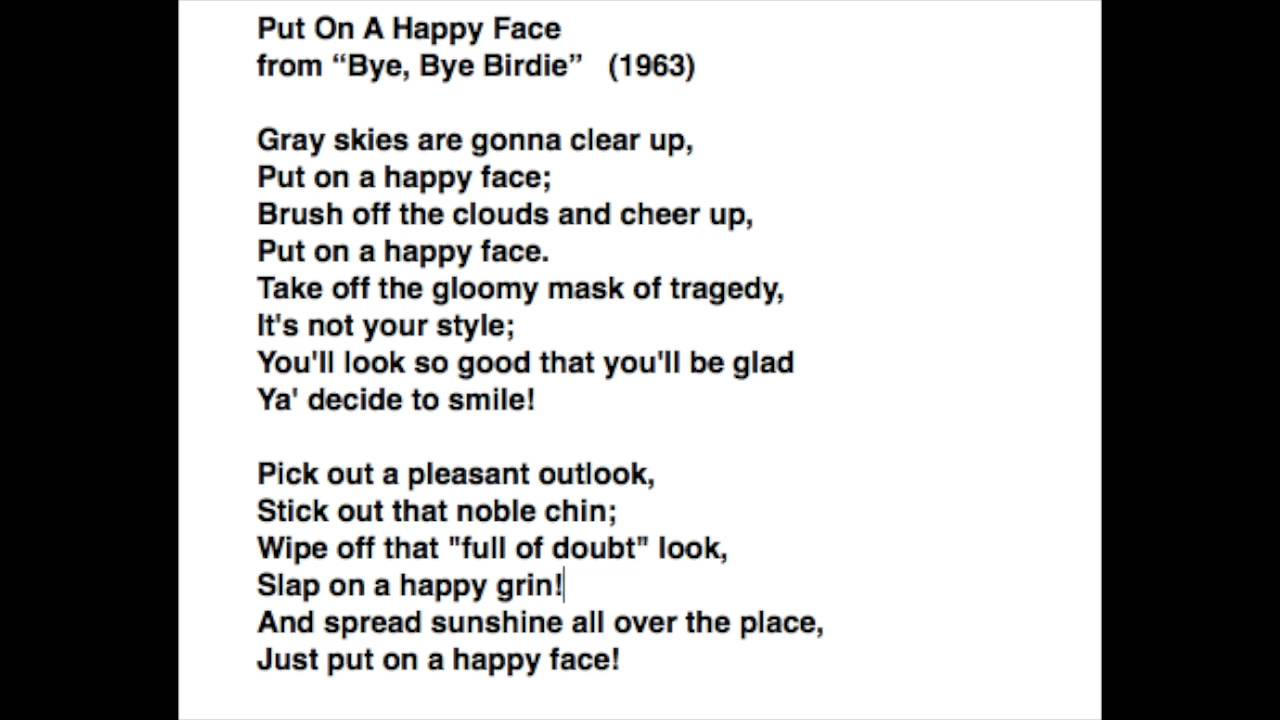 Put On A Happy Face
from “Bye, Bye Birdie” (1963)
Gray skies are gonna clear up,
Put on a happy face;
Brush off the clouds and cheer up,
Put on a happy face.
Take off the gloomy mask of tragedy,
It's not your style;
You'll look so good that you'll be glad
Ya' decide to smile!
Pick out a pleasant outlook,
Stick out that noble chin;
Wipe off that "full of doubt" look,
Slap on a happy grin!
And spread sunshine all over the place,
Just put on a happy face!